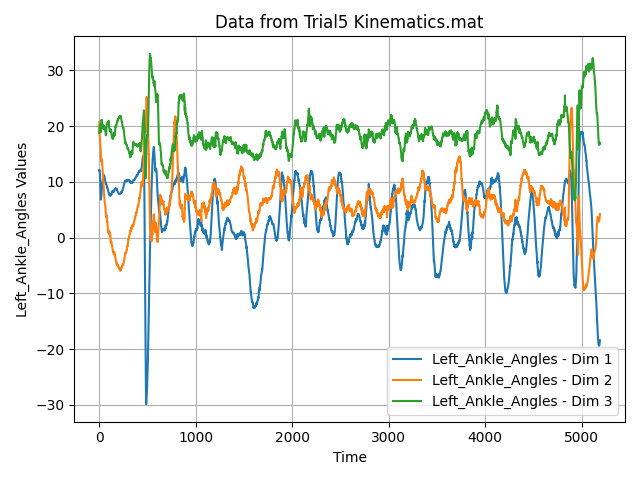 Data from Trial5 Kinematics.mat
Left_Ankle_Angles Values
30
20
10
0
−10
−20
−30
0
1000
2000
3000
4000
5000
Time
Left_Ankle_Angles - Dim 1
Left_Ankle_Angles - Dim 2
Left_Ankle_Angles - Dim 3